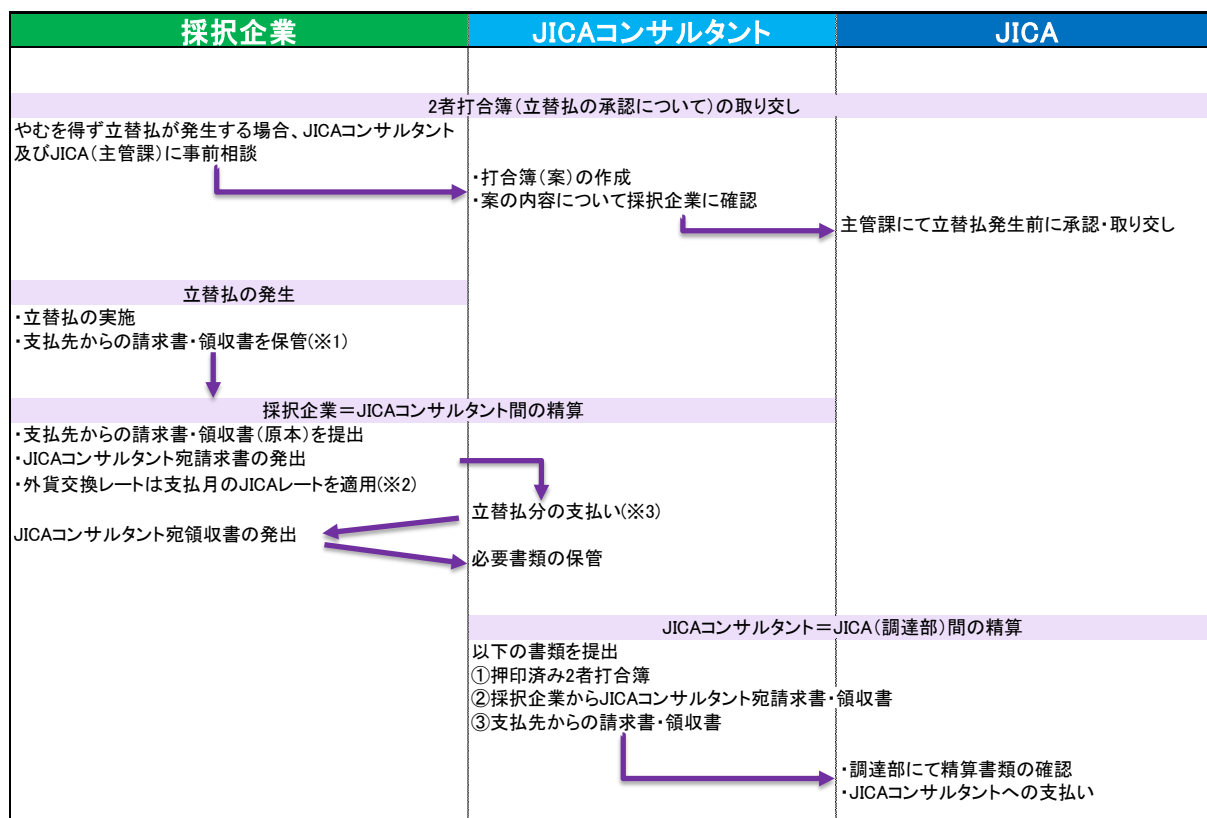 採択企業
JICAコンサルタント
JICA
2者打合簿（立替払の承認について）の取り交し
やむを得ず立替払が発生する場合、JICAコンサルタント
及びJICA（主管課）に事前相談
・打合簿（案）の作成
・案の内容について採択企業に確認
主管課にて立替払発生前に承認・取り交し
立替払の発生
・立替払の実施
・支払先からの請求書・領収書を保管(※1)
採択企業＝JICAコンサルタント間の精算
・支払先からの請求書・領収書（原本）を提出
・JICAコンサルタント宛請求書の発出
・外貨交換レートは支払月のJICAレートを適用(※2)
立替払分の支払い(※3)
JICAコンサルタント宛領収書の発出
必要書類の保管
JICAコンサルタント＝JICA（調達部）間の精算
以下の書類を提出
①押印済み2者打合簿
②採択企業からJICAコンサルタント宛請求書・領収書
③支払先からの請求書・領収書
・調達部にて精算書類の確認
・JICAコンサルタントへの支払い